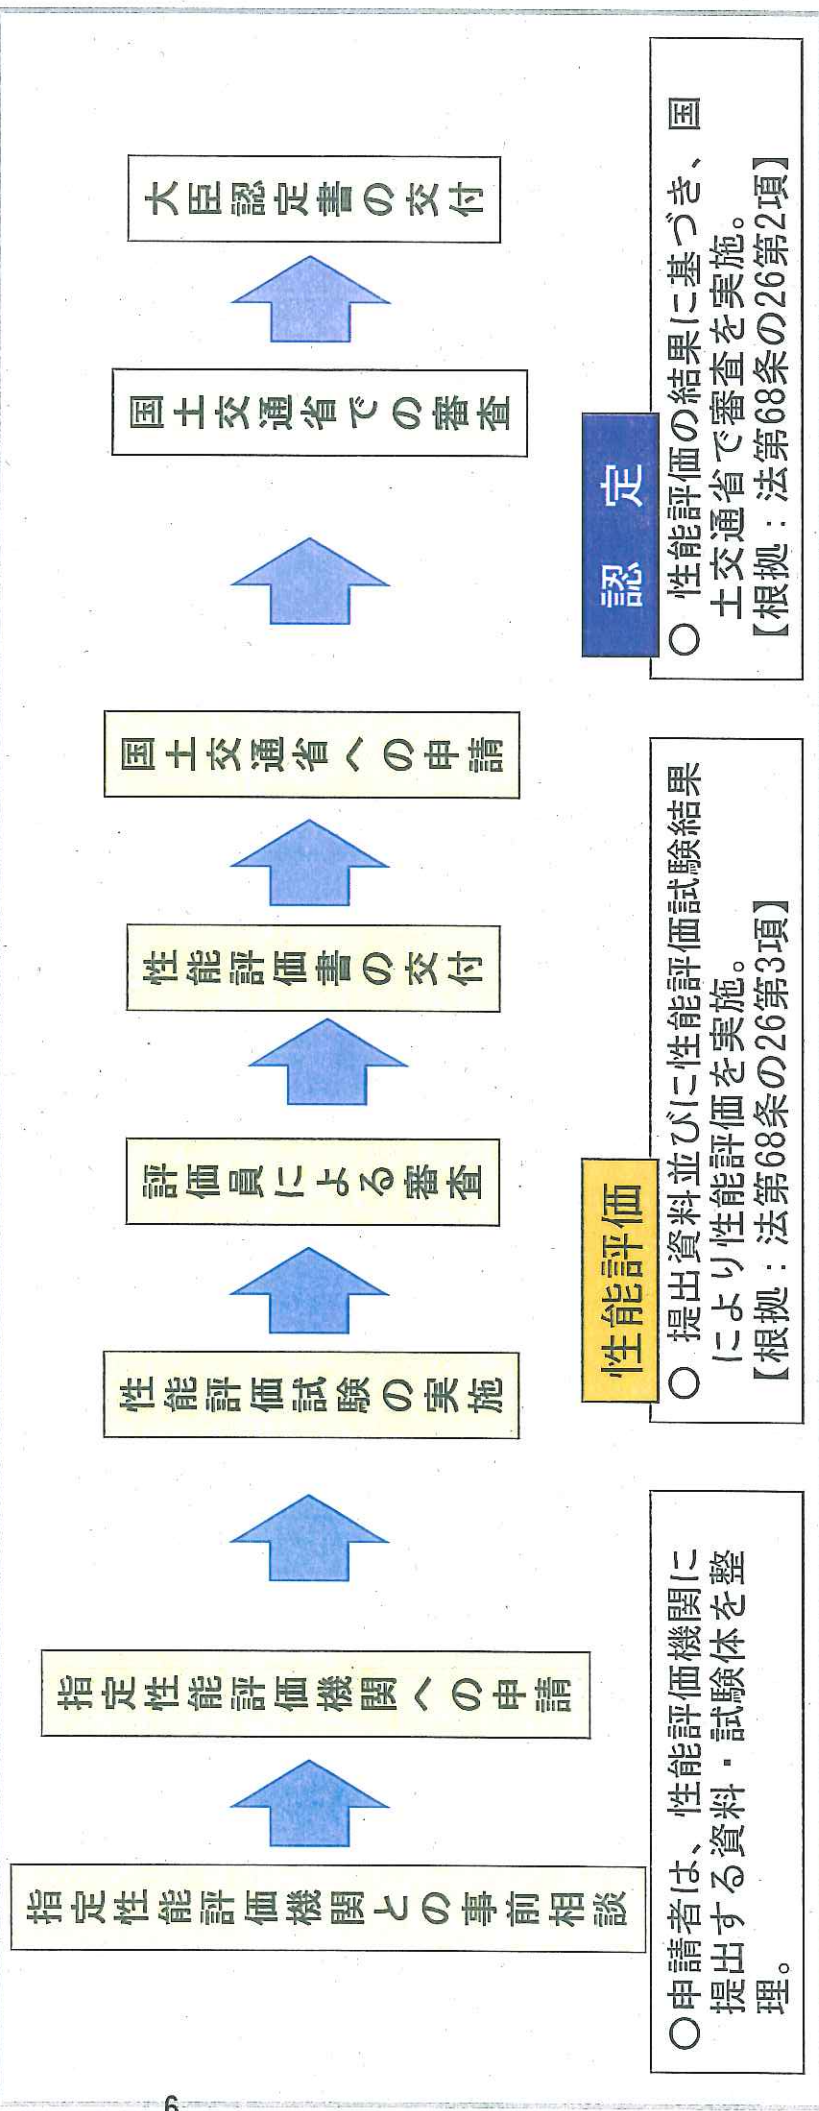 指定性能評価機関との事前相談
指定性能評価機関への申請
性能評価試験の実施
評価員による審査
性能評価書の交付
国土交通省への申請
国土交通省での審査
大臣認定書の交付
〇申請者は、性能評価機関に
提出する資料・試験体を整
理。
性能評価
〇 提出資料並びに性能評価試験結果
により性能評価を実施。
【根拠：法第68条の26第3項】
認 定
〇 性能評価の結果に基づき、国
土交通省で審査を実施。
【根拠：法第68条の26第2項】
6